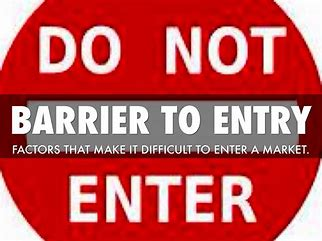 DO NOT
BARRIER TO ENTRY
FACTORS THAT MAKE IT DIFFICULT TO ENTER A MARKET.
ENTER